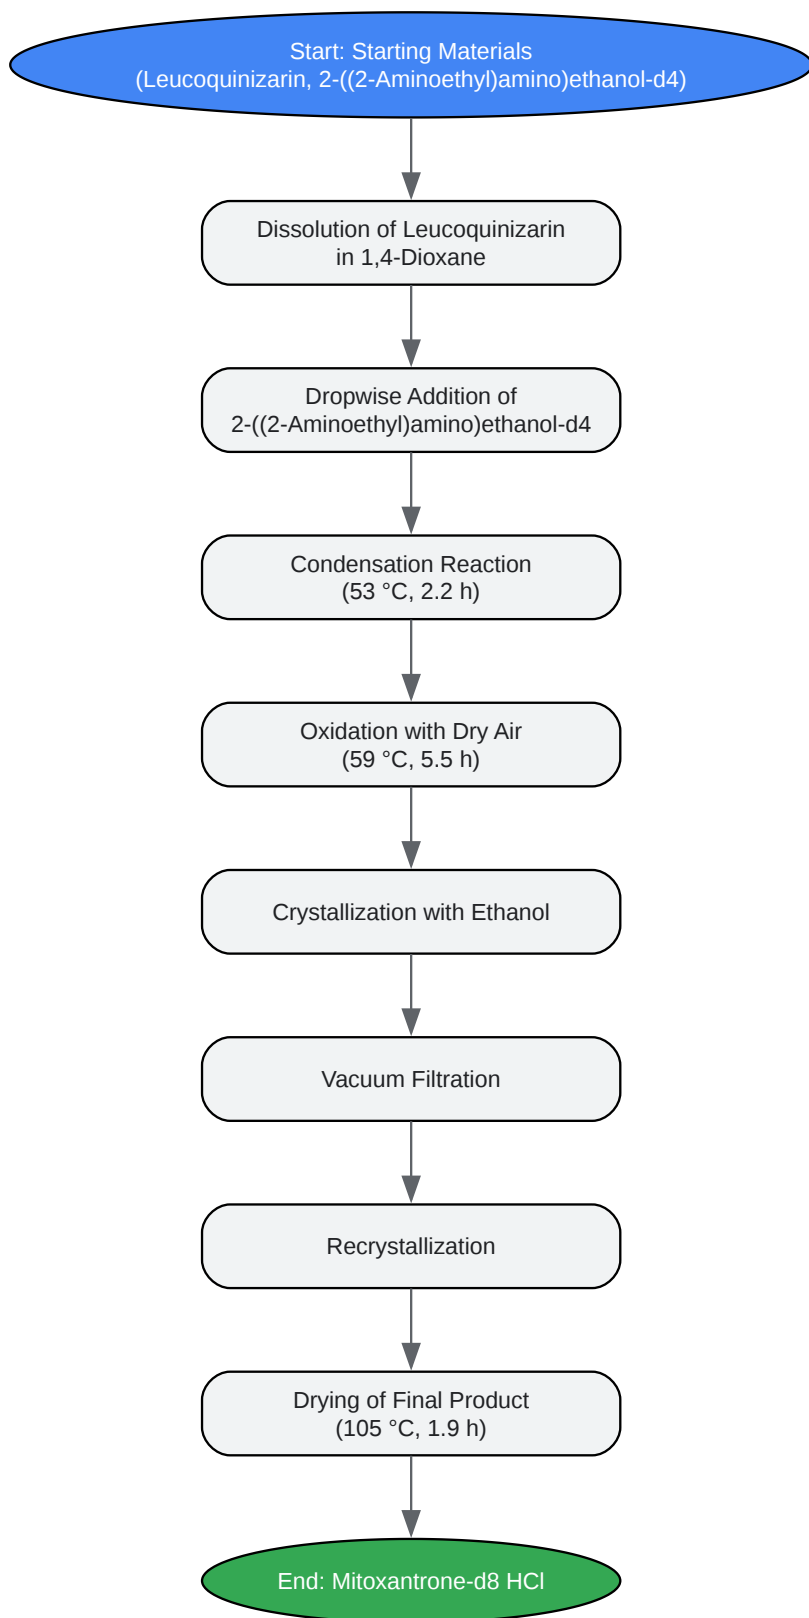 Start: Starting Materials
(Leucoquinizarin, 2-((2-Aminoethyl)amino)ethanol-d4)
Dissolution of Leucoquinizarin
in 1,4-Dioxane
Dropwise Addition of
2-((2-Aminoethyl)amino)ethanol-d4
Condensation Reaction
(53 °C, 2.2 h)
Oxidation with Dry Air
(59 °C, 5.5 h)
Crystallization with Ethanol
Vacuum Filtration
Recrystallization
Drying of Final Product
(105 °C, 1.9 h)
End: Mitoxantrone-d8 HCl